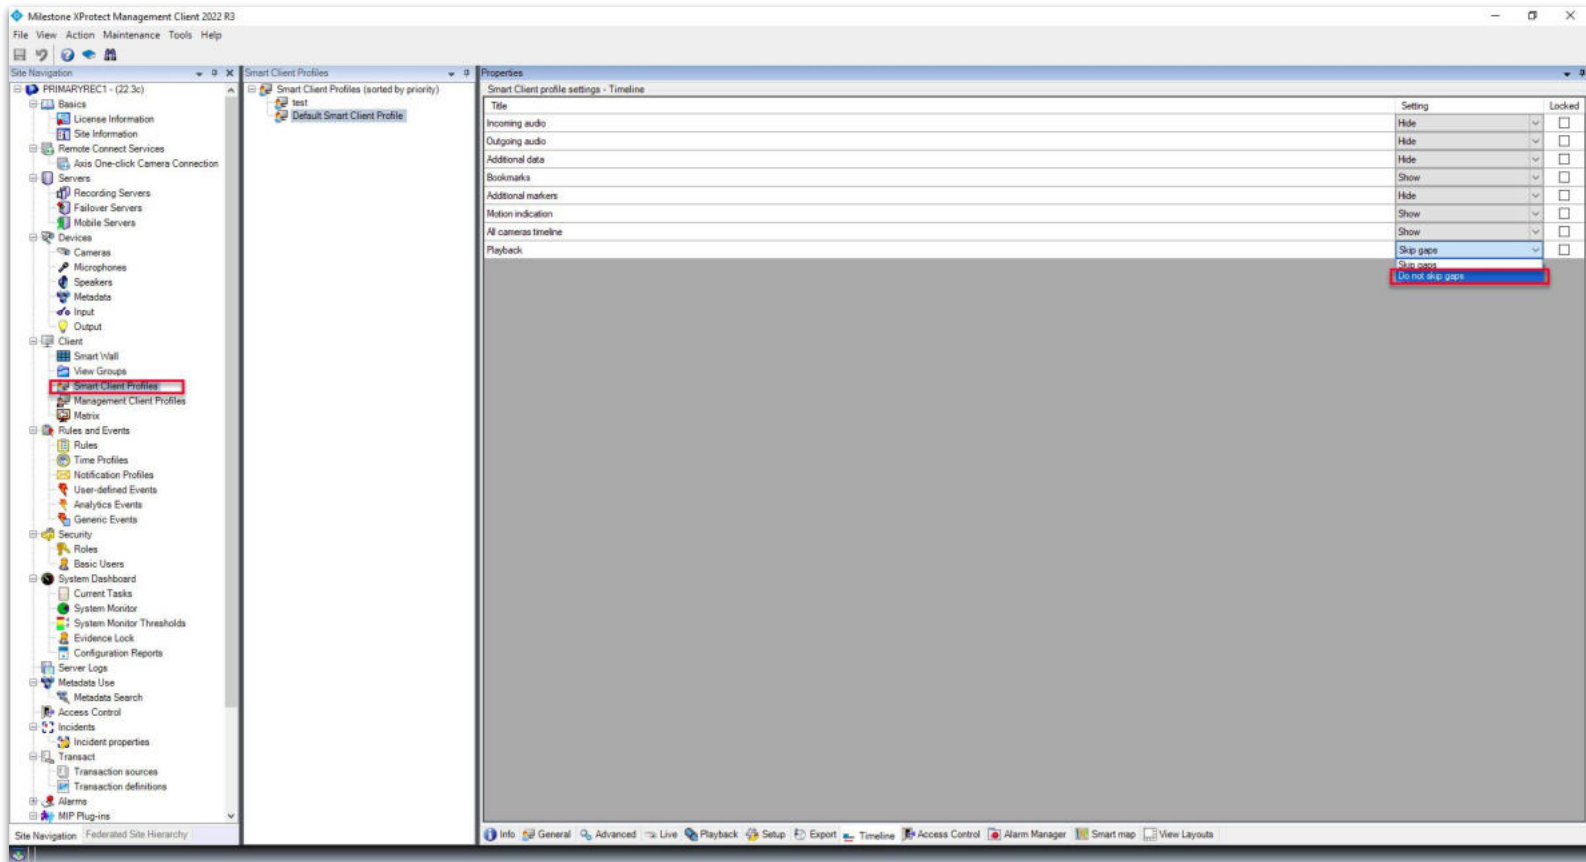 Milestone XProtect Management Client 2022 R3
File View Action Maintenance Tools Help
Site Navigation
PRIMARYREC1 - (22.3c)
Basics
License Information
Site Information
Remote Connect Services
Axis One-click Camera Connection
Servers
Recording Servers
Failover Servers
Mobile Servers
Devices
Cameras
Microphones
Speakers
Metadata
Input
Output
Client
Smart Wall
View Groups
Smart Client Profiles
Management Client Profiles
Matrix
Rules and Events
Rules
Time Profiles
Notification Profiles
User-defined Events
Analytics Events
Generic Events
Security
Roles
Basic Users
System Dashboard
Current Tasks
System Monitor
System Monitor Thresholds
Evidence Lock
Configuration Reports
Server Logs
Metadata Use
Metadata Search
Access Control
Incidents
Incident properties
Transact
Transaction sources
Transaction definitions
Alarms
MIP Plug-ins
Site Navigation Federated Site Hierarchy
Smart Client Profiles
Smart Client Profiles (sorted by priority)
test
Default Smart Client Profile
Properties
Smart Client profile settings - Timeline
Title Setting Locked
Incoming audio Hide
Outgoing audio Hide
Additional data Hide
Bookmarks Show
Additional markers Hide
Motion indication Show
All cameras timeline Show
Playback Skip gaps
Skip gaps
Do not skip gaps
Info General Advanced Live Playback Setup Export Timeline Access Control Alarm Manager Smart map View Layouts